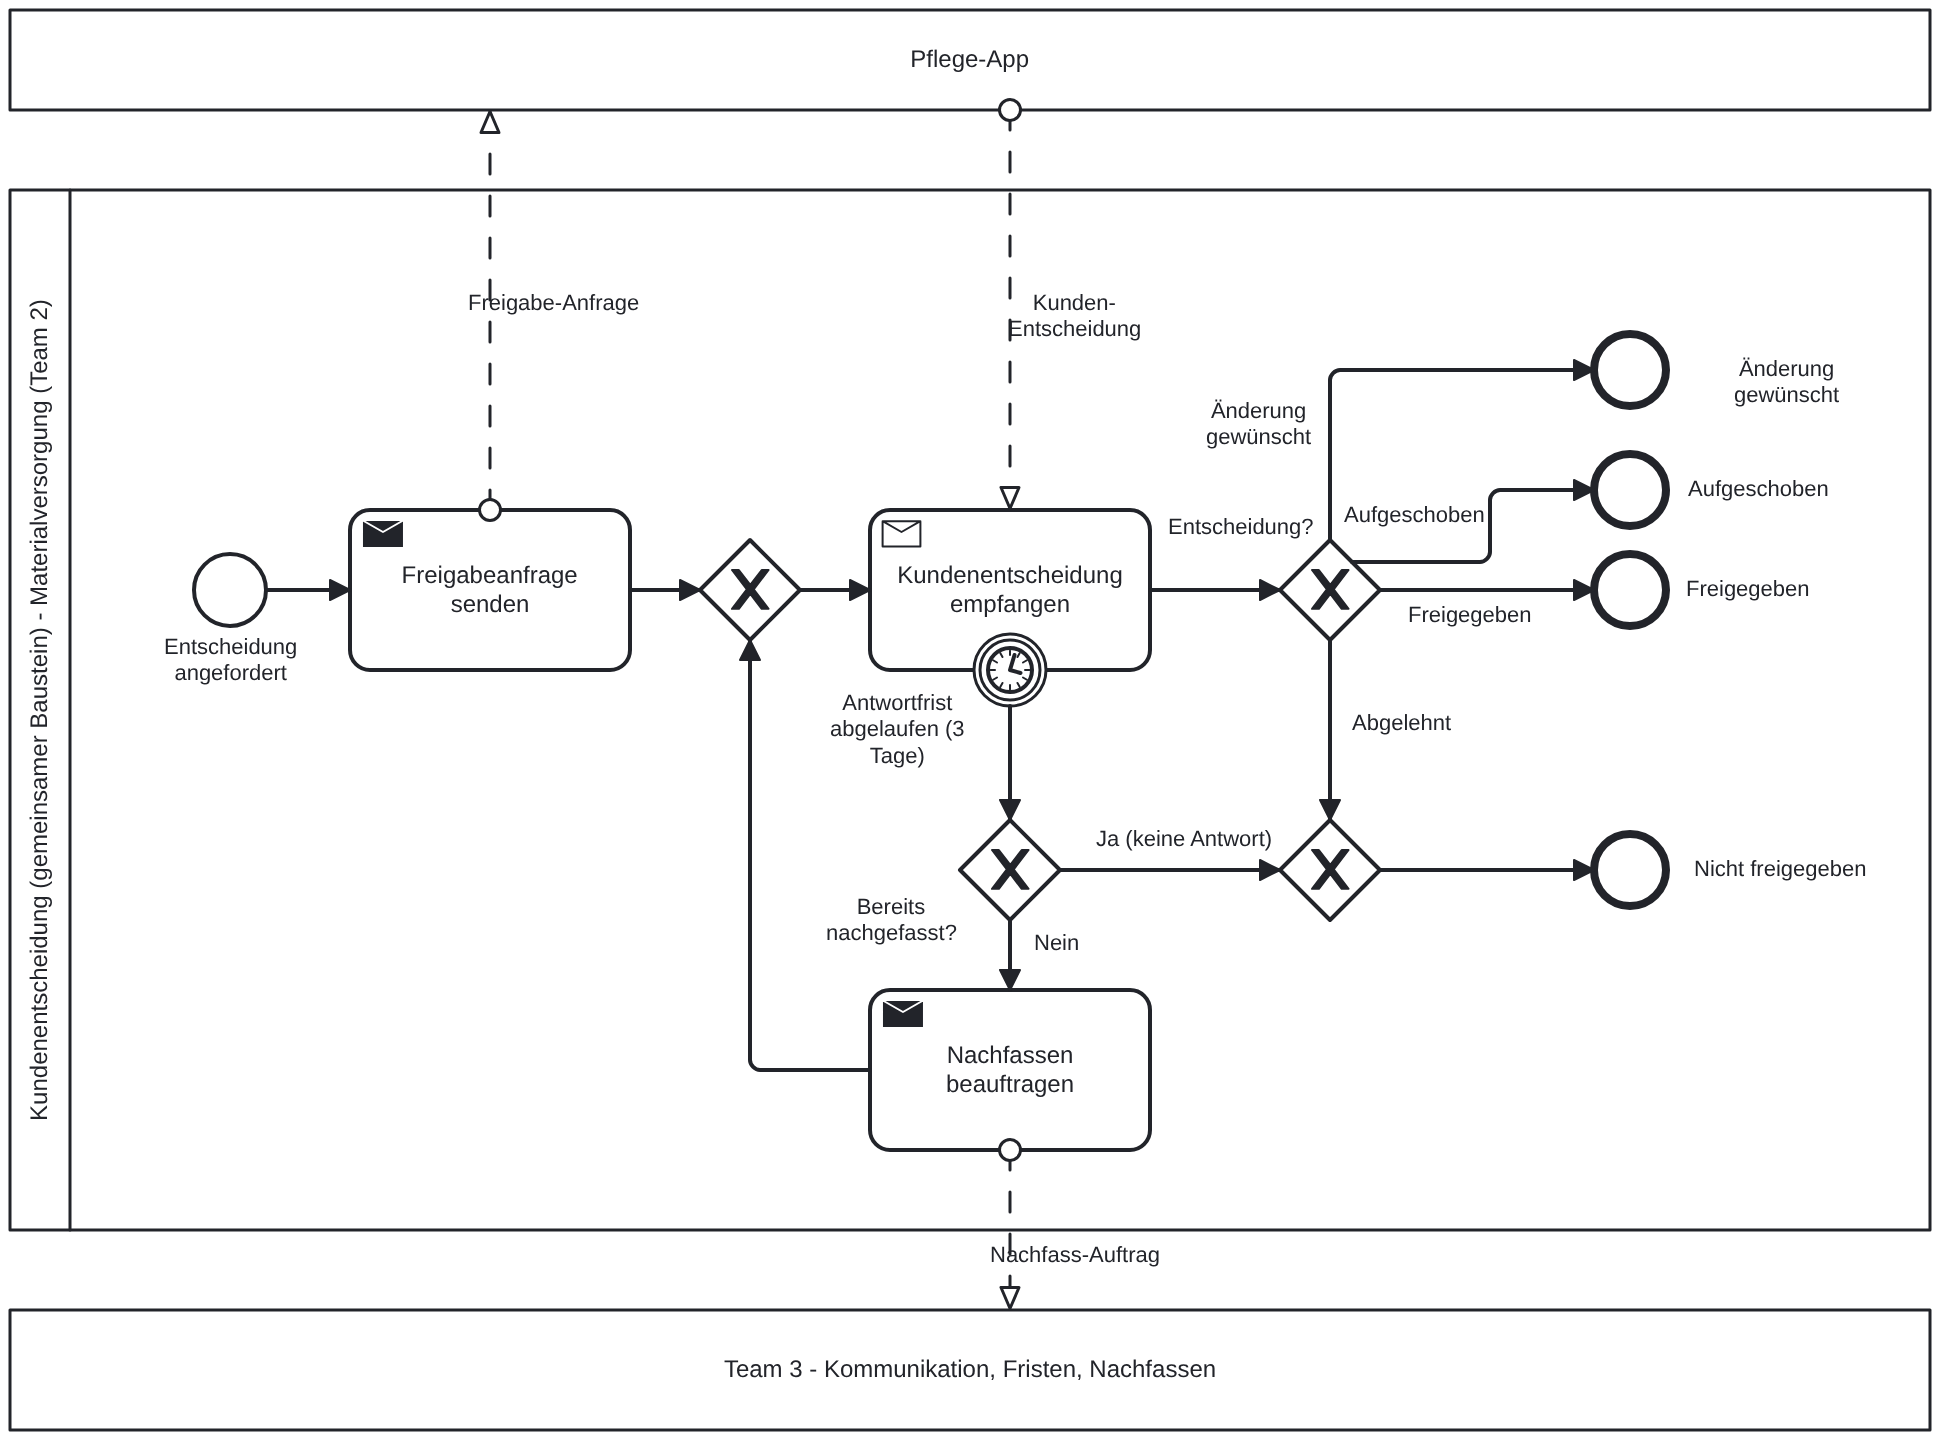 Pflege-App
Kundenentscheidung (gemeinsamer Baustein) - Materialversorgung (Team 2)
Freigabe-Anfrage
Kunden-
Entscheidung
Änderung
gewünscht
Änderung
gewünscht
Aufgeschoben
Aufgeschoben
Entscheidung?
Freigabeanfrage
senden
X
Kundenentscheidung
empfangen
X
Freigegeben
Freigegeben
Entscheidung
angefordert
Antwortfrist
abgelaufen (3
Tage)
Abgelehnt
Ja (keine Antwort)
X
X
Nicht freigegeben
Bereits
nachgefasst?
Nein
Nachfassen
beauftragen
Nachfass-Auftrag
Team 3 - Kommunikation, Fristen, Nachfassen